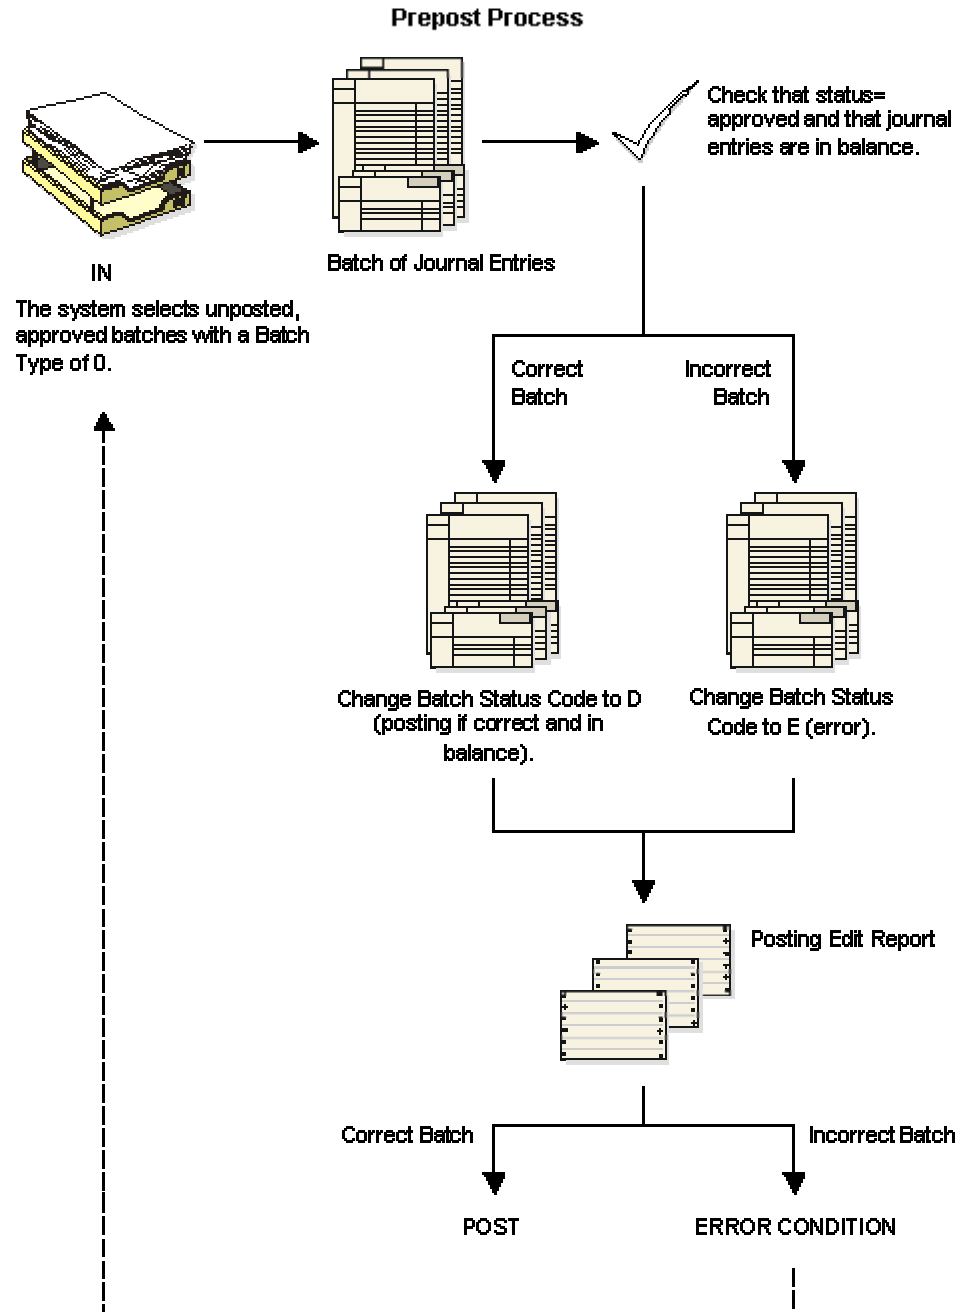 Prepost Process
Check that status=
approved and that journal
entries are in balance.
Batch of Journal Entries
IN
The system selects unposted,
approved batches with a Batch
Type of 0.
Correct
Batch
Incorrect
Batch
Change Batch Status Code to D
(posting if correct and in
balance).
Change Batch Status
Code to E (error).
Posting Edit Report
Correct Batch
Incorrect Batch
POST
ERROR CONDITION